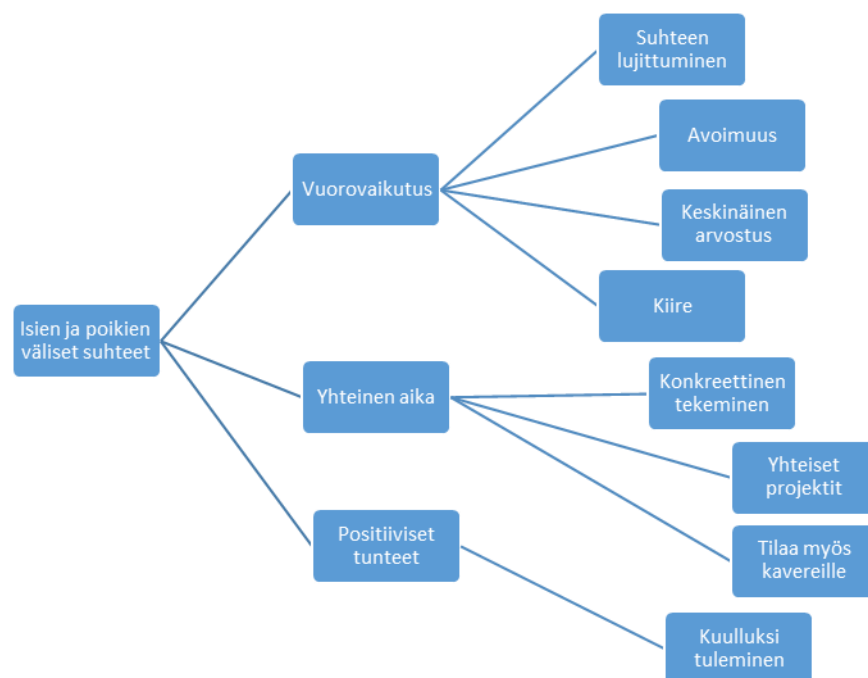 Suhteen
lujittuminen
Avoimuus
Vuorovaikutus
Keskinäinen
arvostus
Kiire
Isien ja poikien
väliset suhteet
Konkreettinen
tekeminen
Yhteinen aika
Yhteiset
projektit
Positiiviset
tunteet
Tilaa myös
kavereille
Kuulluksi
tuleminen